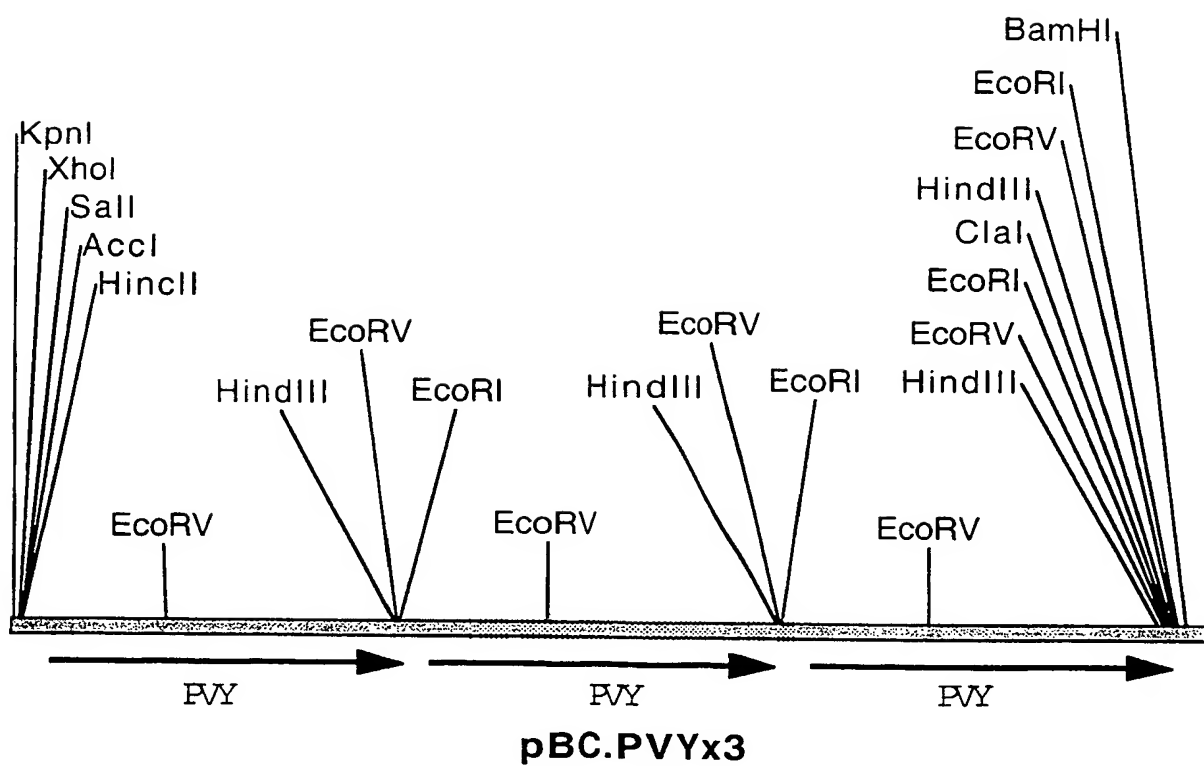 BamHI
EcoRI
KpnI
EcoRV
XhoI
HindIII
SalI
ClaI
AccI
EcoRI
HincII
EcoRV
EcoRV
EcoRV
HindIII
EcoRI
HindIII
EcoRI
HindIII
EcoRV
EcoRV
EcoRV
PVY
PVY
PVY
pBC.PVYx3